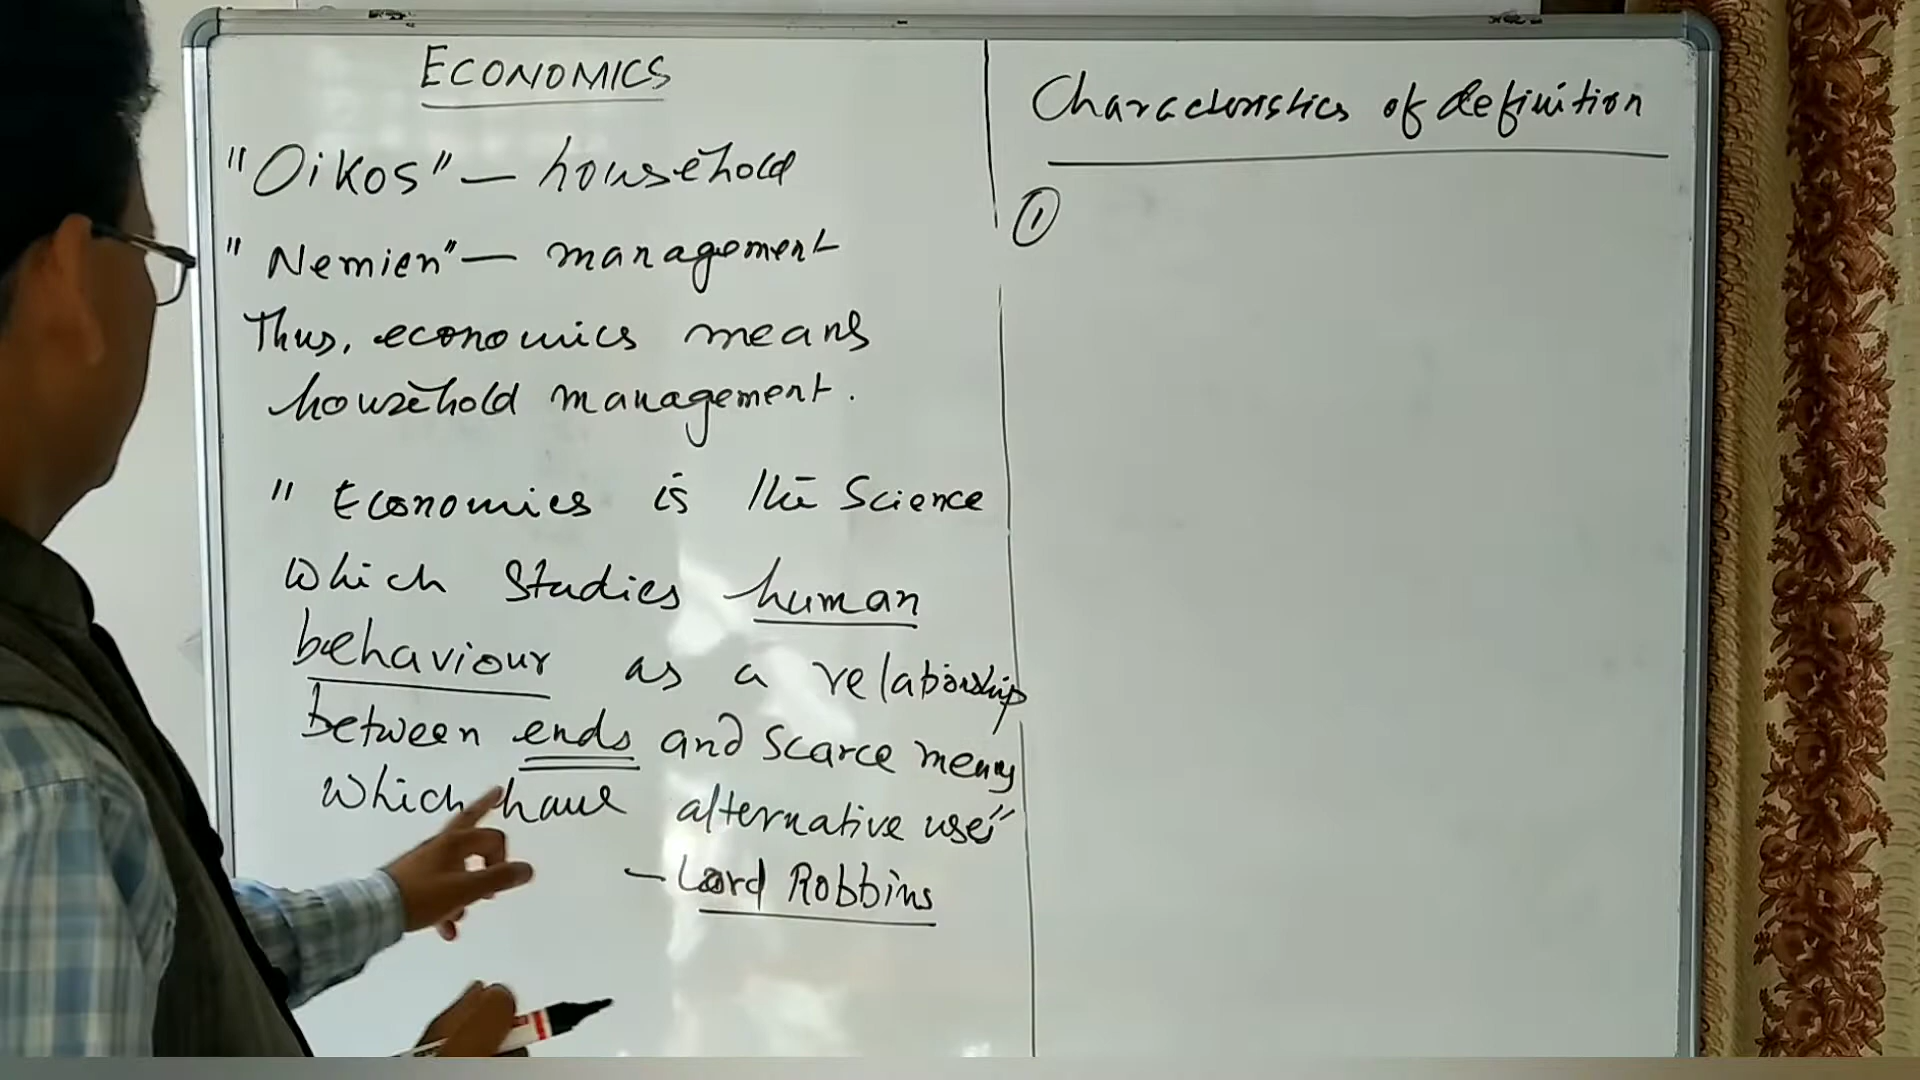 ECONOMICS
"Oikos" — household
"Nemien" — management
Thus, economics means
household management.
" Economics is the Science
Which Studies human
behaviour as a relationship
between ends and Scarce means
which have alternative uses"
— Lord Robbins
Characteristics of definition
①